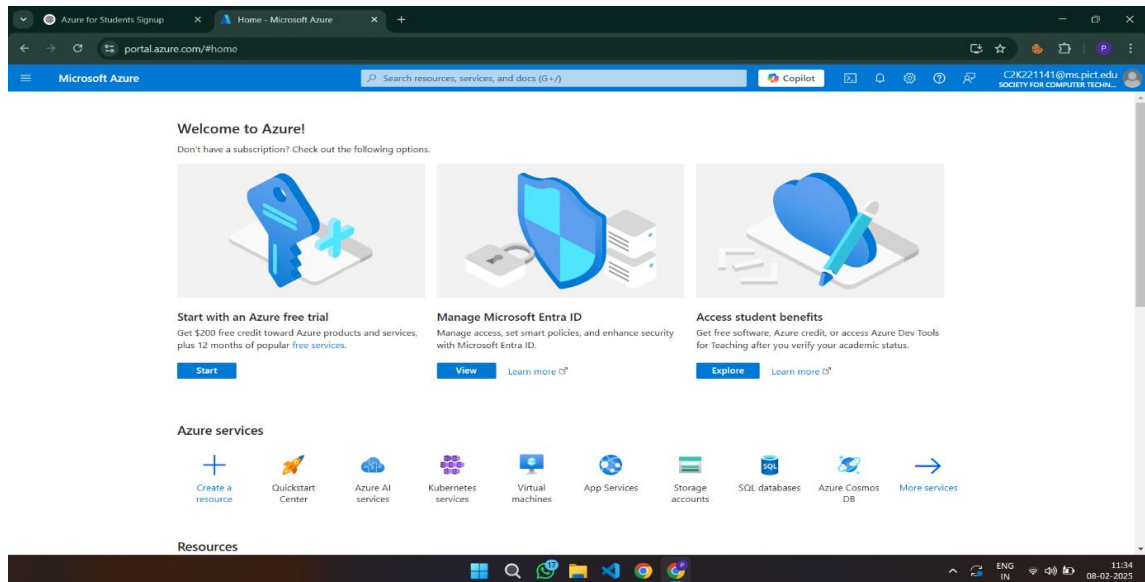 Azure for Students Signup
Home - Microsoft Azure
portal.azure.com/#home
P
Microsoft Azure
Search resources, services, and docs (G+/)
Copilot
C2K221141@ms.pict.edu
SOCIETY FOR COMPUTER TECHN...
Welcome to Azure!
Don't have a subscription? Check out the following options.
Start with an Azure free trial
Get $200 free credit toward Azure products and services,
plus 12 months of popular free services.
Start
Manage Microsoft Entra ID
Manage access, set smart policies, and enhance security
with Microsoft Entra ID.
View Learn more
Access student benefits
Get free software, Azure credit, or access Azure Dev Tools
for Teaching after you verify your academic status.
Explore Learn more
Azure services
Create a
resource
Quickstart
Center
Azure AI
services
Kubernetes
services
Virtual
machines
App Services
Storage
accounts
SQL
SQL databases
Azure Cosmos
DB
More services
Resources
17
P
ENG
IN
11:34
08-02-2025